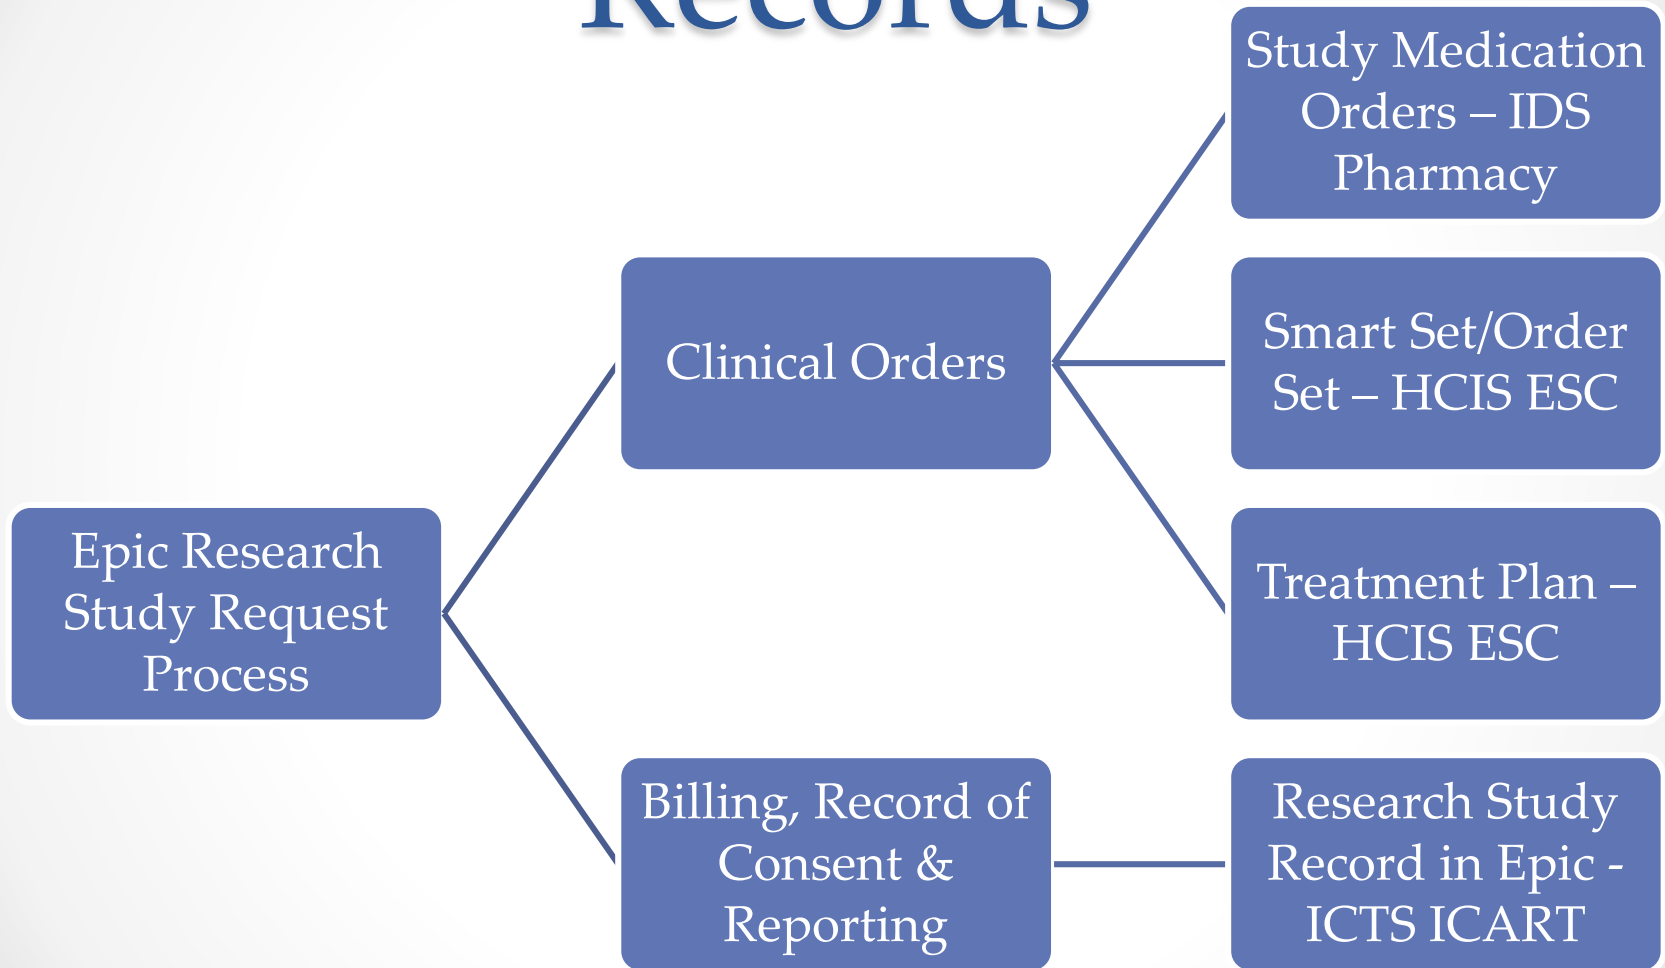 Records
Study Medication
Orders – IDS
Pharmacy
Clinical Orders
Smart Set/Order
Set – HCIS ESC
Epic Research
Study Request
Process
Treatment Plan –
HCIS ESC
Billing, Record of
Consent &
Reporting
Research Study
Record in Epic -
ICTS ICART